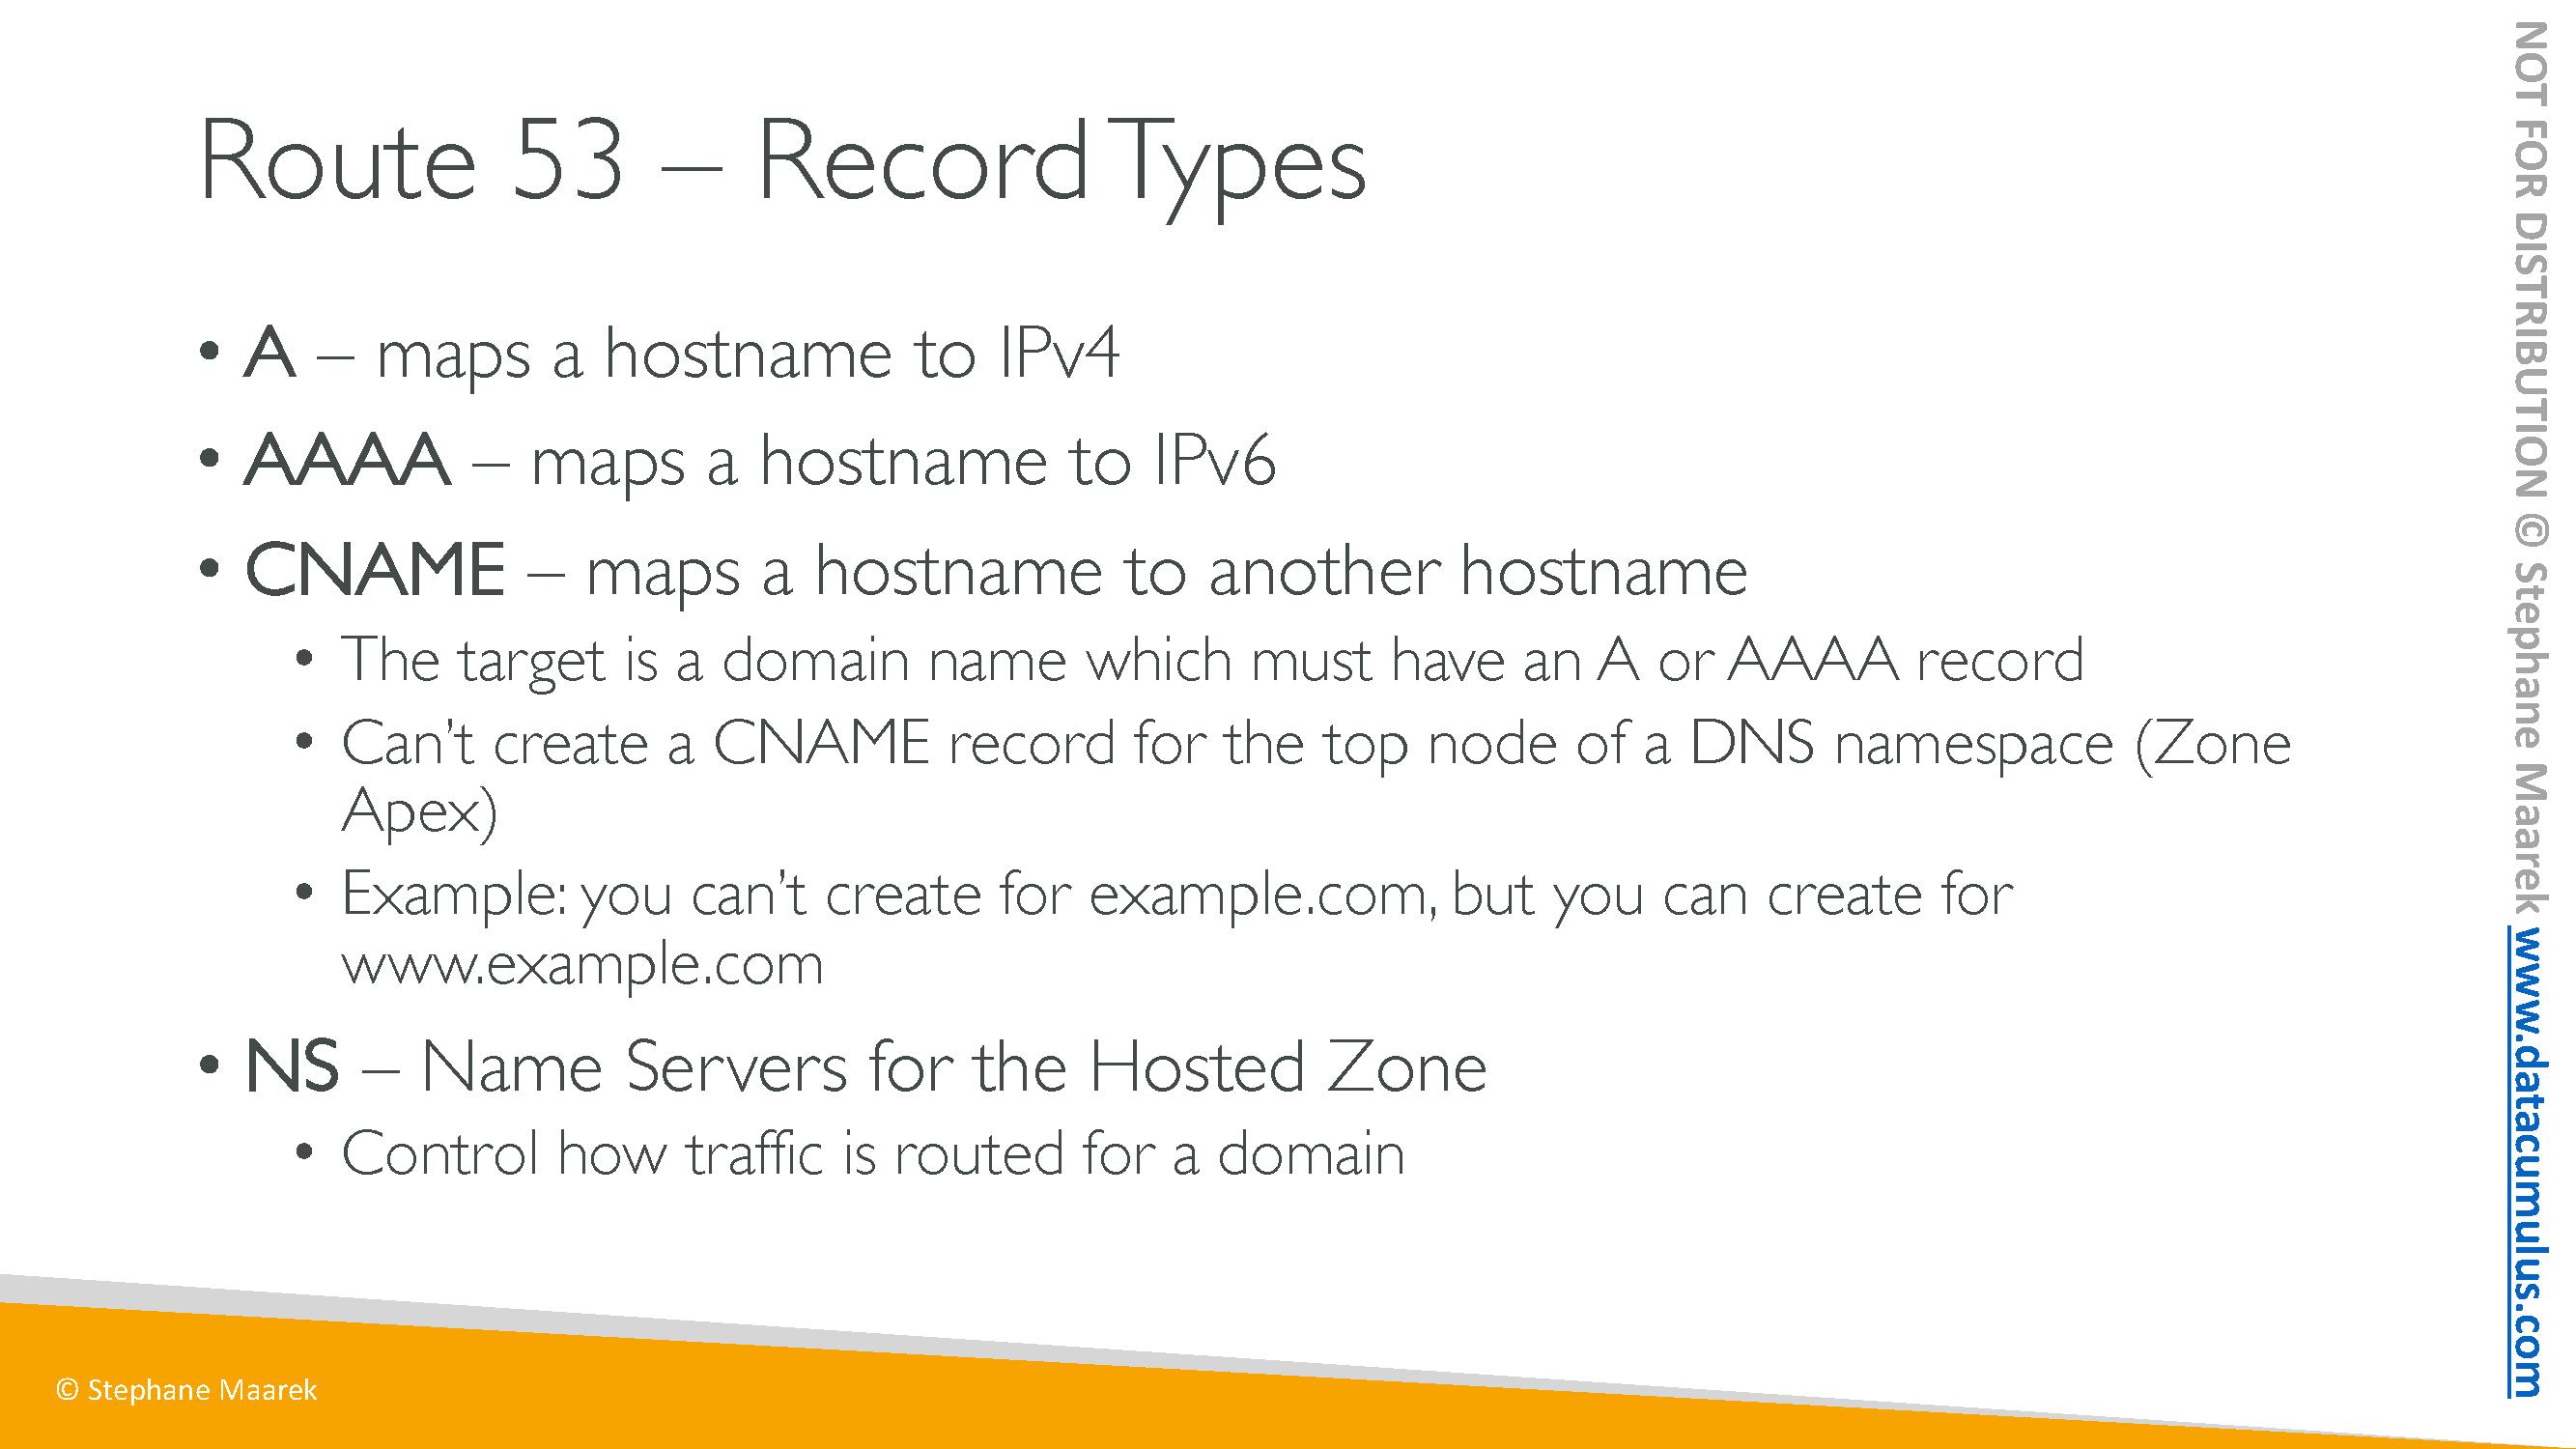 Route 53 – Record Types
• A – maps a hostname to IPv4
• AAAA – maps a hostname to IPv6
• CNAME – maps a hostname to another hostname
• The target is a domain name which must have an A or AAAA record
• Can’t create a CNAME record for the top node of a DNS namespace (Zone
Apex)
• Example: you can’t create for example.com, but you can create for
www.example.com
• NS – Name Servers for the Hosted Zone
• Control how traffic is routed for a domain
© Stephane Maarek
NOT FOR DISTRIBUTION © Stephane Maarek www.datacumulus.com